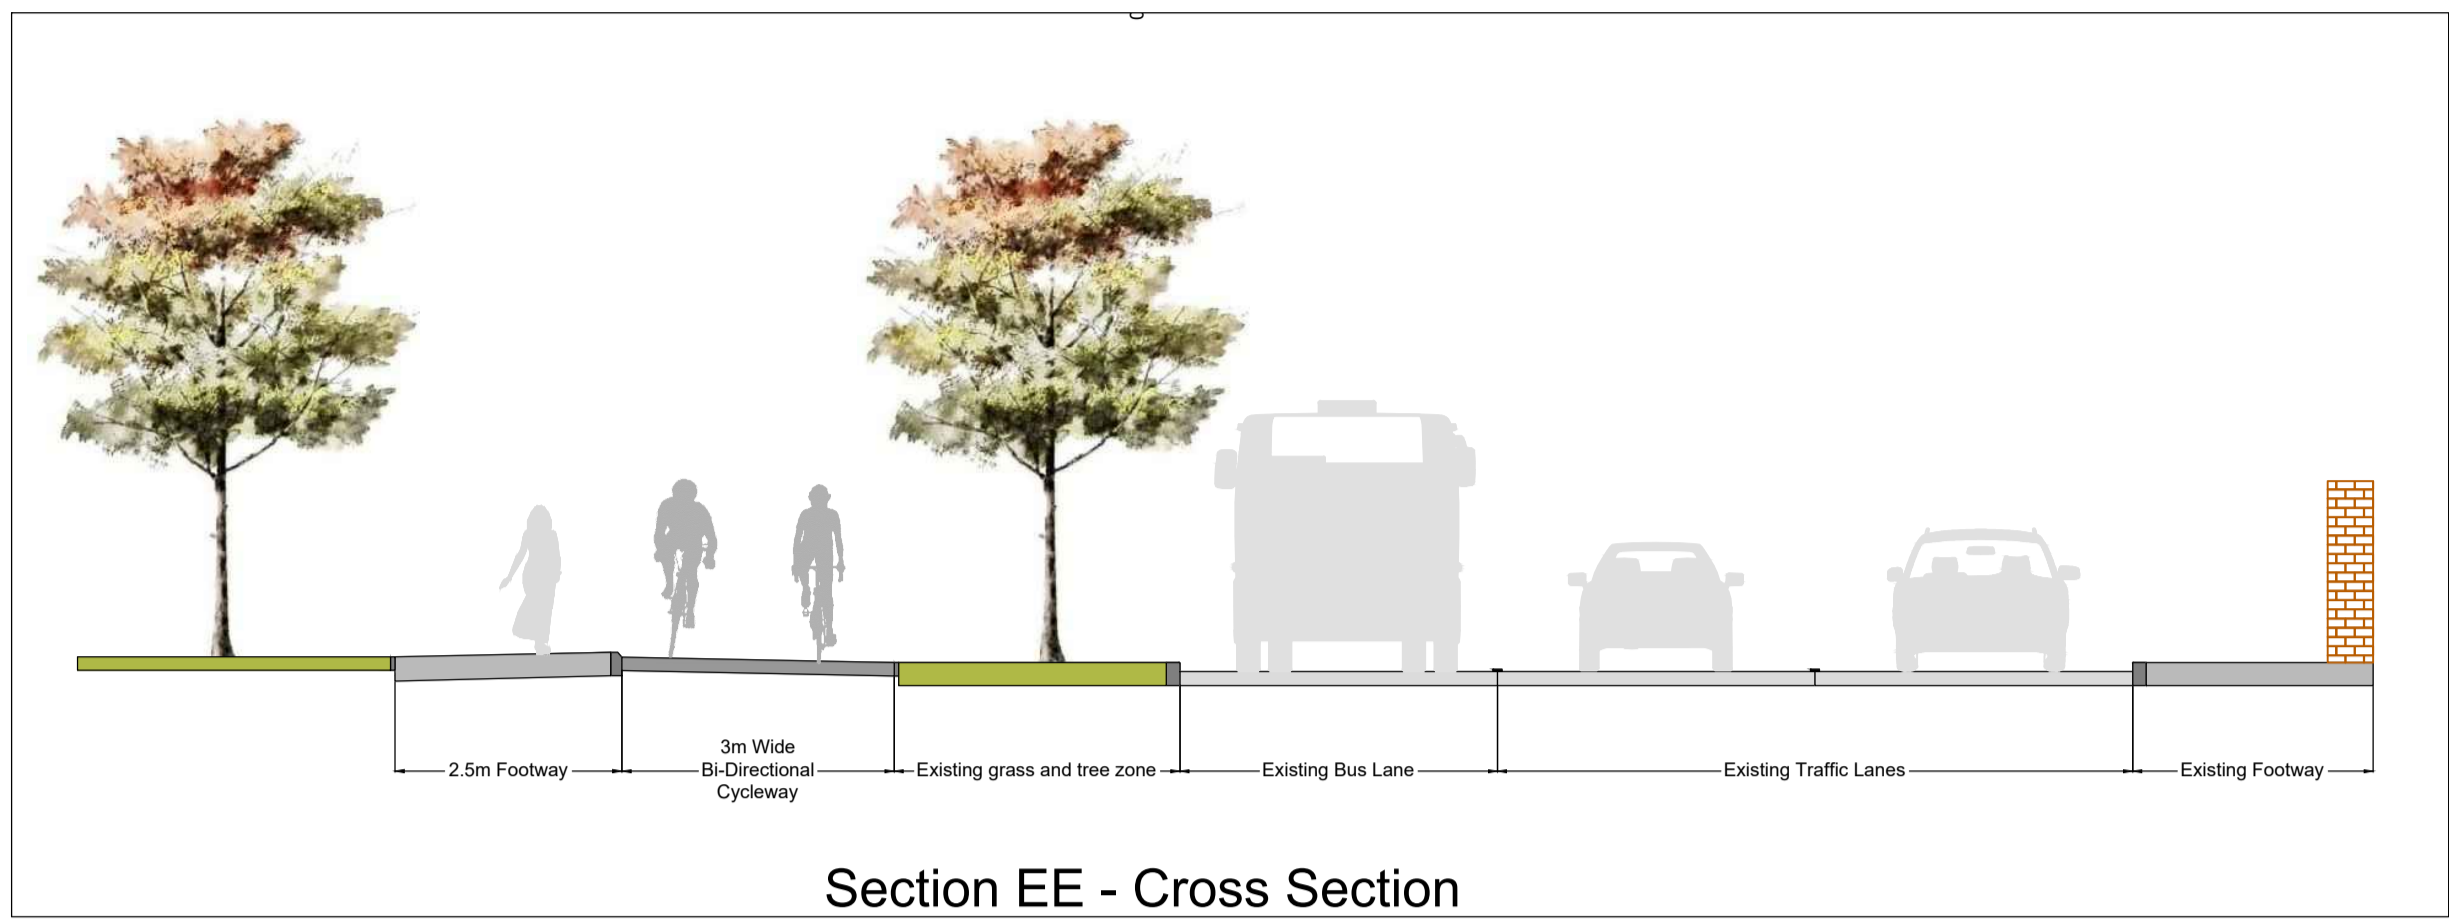 2.5m Footway
3m Wide
Bi-Directional
Cycleway
Existing grass and tree zone
Existing Bus Lane
Existing Traffic Lanes
Existing Footway
Section EE - Cross Section